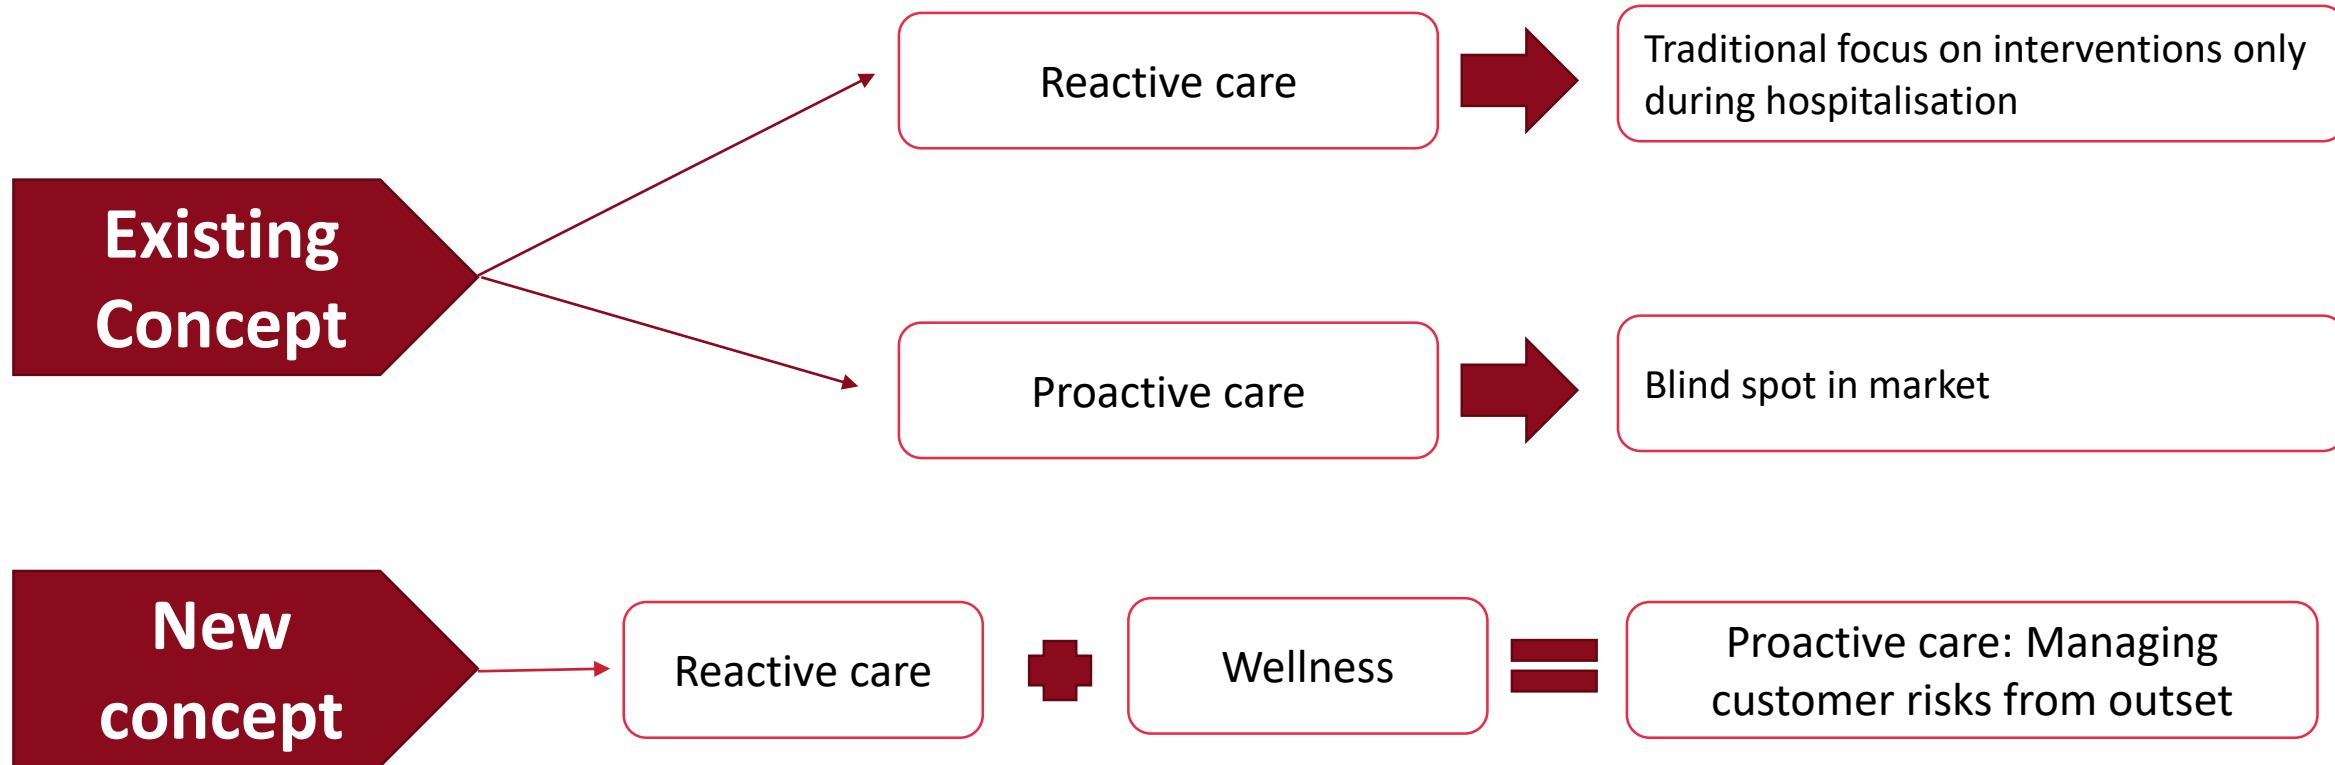 Reactive care
Traditional focus on interventions only
during hospitalisation
Existing
Concept
Proactive care
Blind spot in market
New
concept
Reactive care
Wellness
Proactive care: Managing
customer risks from outset